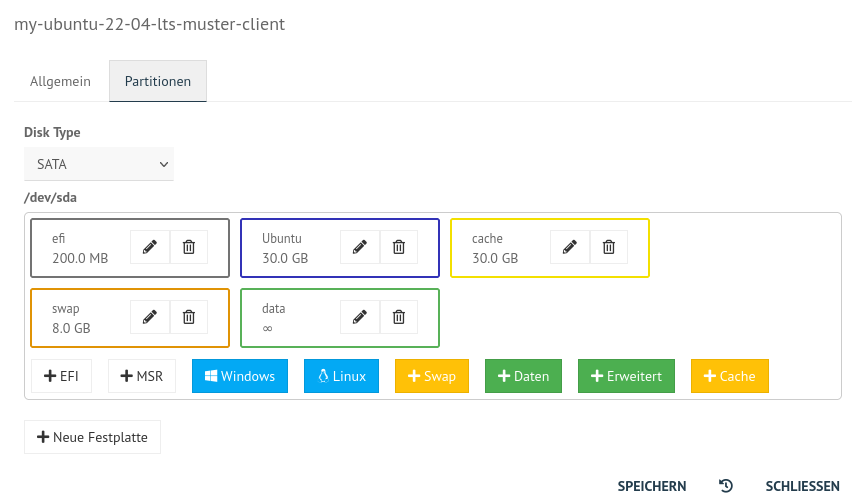 my-ubuntu-22-04-lts-muster-client
Allgemein Partitionen
Disk Type
SATA
/dev/sda
efi
200.0 MB
Ubuntu
30.0 GB
cache
30.0 GB
swap
8.0 GB
data
∞
EFI MSR Windows Linux Swap Daten Erweitert Cache
Neue Festplatte
SPEICHERN SCHLIESSEN